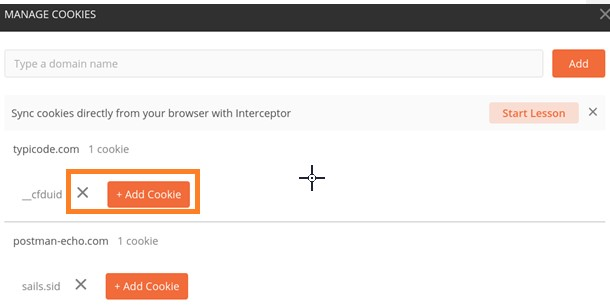 MANAGE COOKIES
Type a domain name Add
Sync cookies directly from your browser with Interceptor Start Lesson
typicode.com 1 cookie
__cfduid + Add Cookie
postman-echo.com 1 cookie
sails.sid + Add Cookie